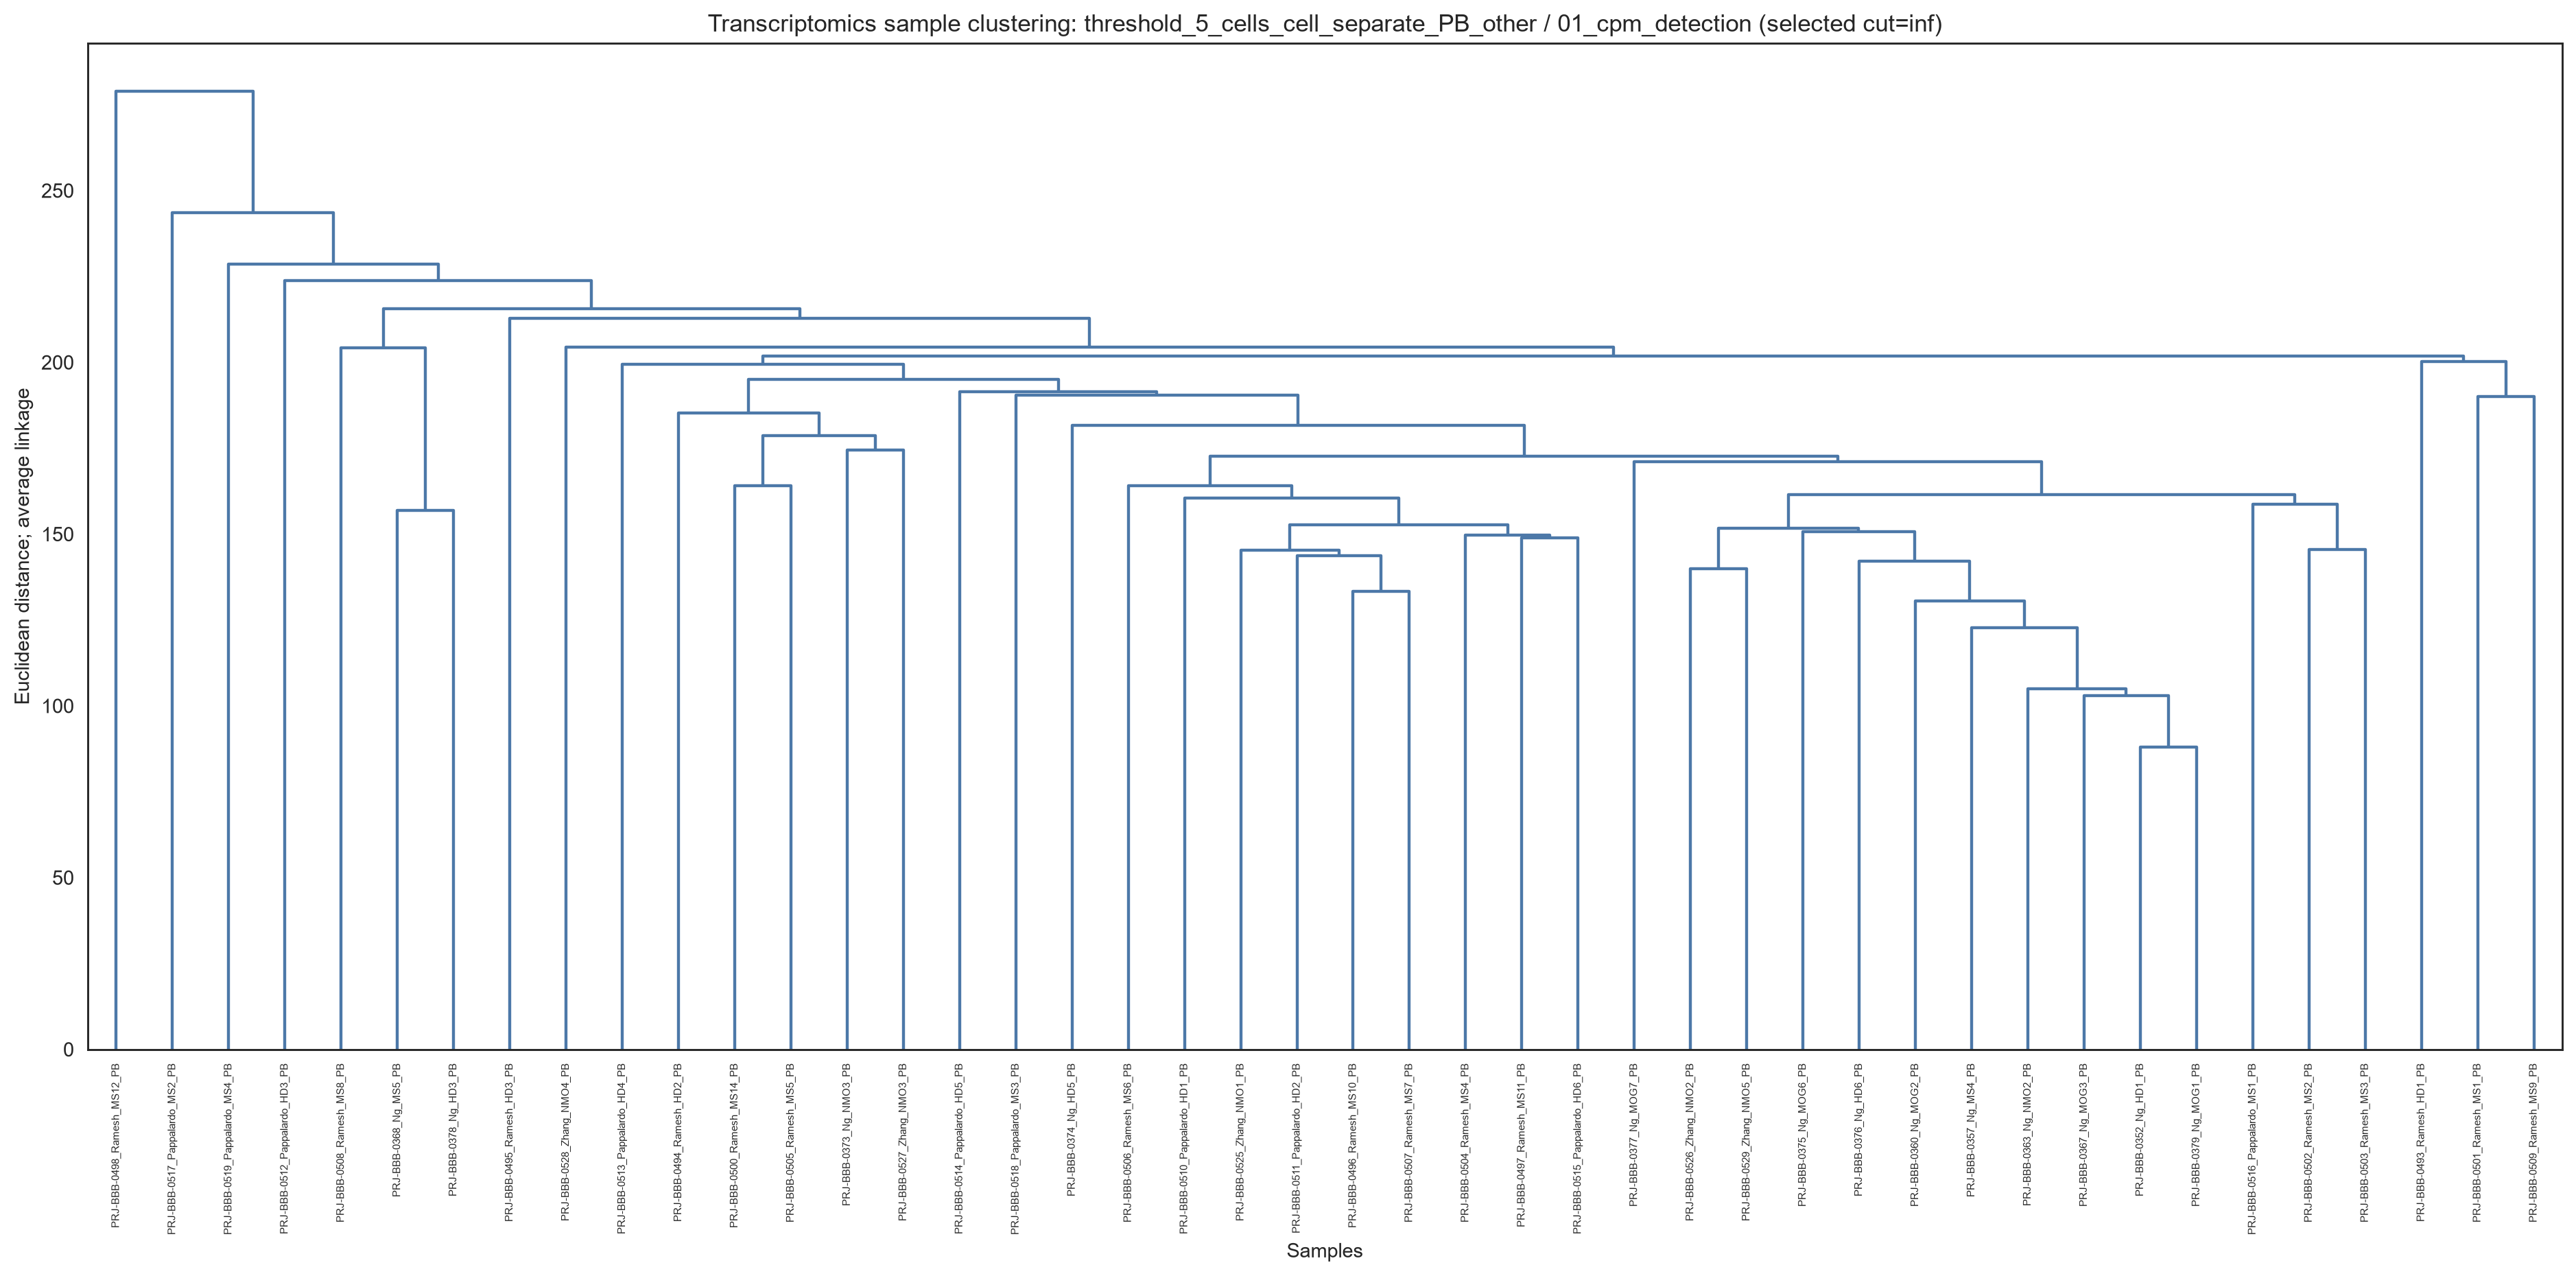 Transcriptomics sample clustering: threshold_5_cells_cell_separate_PB_other / 01_cpm_detection (selected cut=inf)
Euclidean distance; average linkage
250
200
150
100
50
0
PRJ-BBB-0498_Ramesh_MS12_PB
PRJ-BBB-0517_Pappalardo_MS2_PB
PRJ-BBB-0519_Pappalardo_MS4_PB
PRJ-BBB-0512_Pappalardo_HD3_PB
PRJ-BBB-0508_Ramesh_MS8_PB
PRJ-BBB-0368_Ng_MS5_PB
PRJ-BBB-0378_Ng_HD3_PB
PRJ-BBB-0495_Ramesh_HD3_PB
PRJ-BBB-0528_Zhang_NMO4_PB
PRJ-BBB-0513_Pappalardo_HD4_PB
PRJ-BBB-0494_Ramesh_HD2_PB
PRJ-BBB-0500_Ramesh_MS14_PB
PRJ-BBB-0505_Ramesh_MS5_PB
PRJ-BBB-0373_Ng_NMO3_PB
PRJ-BBB-0527_Zhang_NMO3_PB
PRJ-BBB-0514_Pappalardo_HD5_PB
PRJ-BBB-0518_Pappalardo_MS3_PB
PRJ-BBB-0374_Ng_HD5_PB
PRJ-BBB-0506_Ramesh_MS6_PB
PRJ-BBB-0510_Pappalardo_HD1_PB
PRJ-BBB-0525_Zhang_NMO1_PB
PRJ-BBB-0511_Pappalardo_HD2_PB
PRJ-BBB-0496_Ramesh_MS10_PB
PRJ-BBB-0507_Ramesh_MS7_PB
PRJ-BBB-0504_Ramesh_MS4_PB
PRJ-BBB-0497_Ramesh_MS11_PB
PRJ-BBB-0515_Pappalardo_HD6_PB
PRJ-BBB-0377_Ng_MOG7_PB
PRJ-BBB-0526_Zhang_NMO2_PB
PRJ-BBB-0529_Zhang_NMO5_PB
PRJ-BBB-0375_Ng_MOG6_PB
PRJ-BBB-0376_Ng_HD6_PB
PRJ-BBB-0360_Ng_MOG2_PB
PRJ-BBB-0357_Ng_MS4_PB
PRJ-BBB-0363_Ng_NMO2_PB
PRJ-BBB-0367_Ng_MOG3_PB
PRJ-BBB-0352_Ng_HD1_PB
PRJ-BBB-0379_Ng_MOG1_PB
PRJ-BBB-0516_Pappalardo_MS1_PB
PRJ-BBB-0502_Ramesh_MS2_PB
PRJ-BBB-0503_Ramesh_MS3_PB
PRJ-BBB-0493_Ramesh_HD1_PB
PRJ-BBB-0501_Ramesh_MS1_PB
PRJ-BBB-0509_Ramesh_MS9_PB
Samples